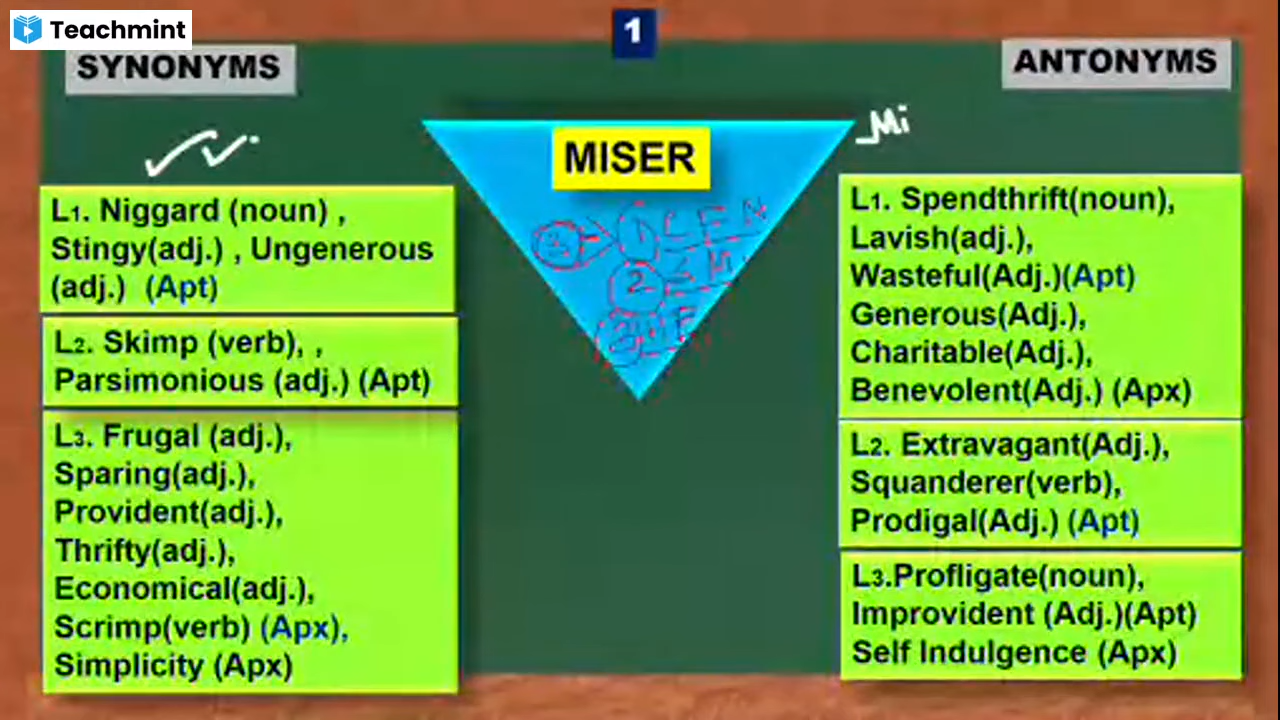 Teachmint
1
SYNONYMS
ANTONYMS
MISER
Mi
L1. Niggard (noun) ,
Stingy(adj.) , Ungenerous
(adj.) (Apt)
L2. Skimp (verb), ,
Parsimonious (adj.) (Apt)
L3. Frugal (adj.),
Sparing(adj.),
Provident(adj.),
Thrifty(adj.),
Economical(adj.),
Scrimp(verb) (Apx),
Simplicity (Apx)
L1. Spendthrift(noun),
Lavish(adj.),
Wasteful(Adj.)(Apt)
Generous(Adj.),
Charitable(Adj.),
Benevolent(Adj.) (Apx)
L2. Extravagant(Adj.),
Squanderer(verb),
Prodigal(Adj.) (Apt)
L3.Profligate(noun),
Improvident (Adj.)(Apt)
Self Indulgence (Apx)